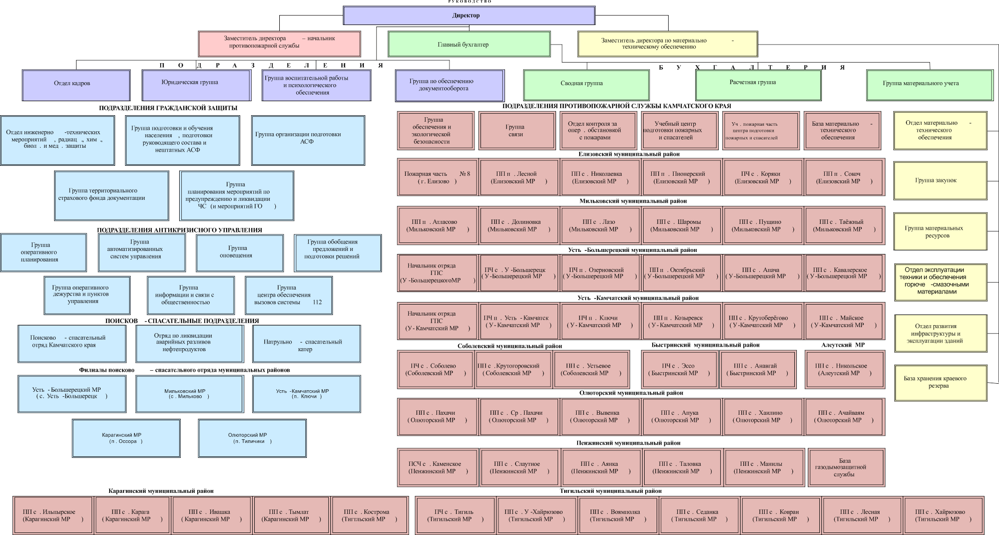 РУКОВОДСТВО
Директор
Заместитель директора – начальник
противопожарной службы
Главный бухгалтер
Заместитель директора по материально -
техническому обеспечению
П О Д Р А З Д Е Л Е Н И Я
Б У Х Г А Л Т Е Р И Я
Отдел кадров
Юридическая группа
Группа воспитательной работы
и психологического
обеспечения
Группа по обеспечению
документооборота
Сводная группа
Расчетная группа
Группа материального учета
ПОДРАЗДЕЛЕНИЯ ГРАЖДАНСКОЙ ЗАЩИТЫ
Отдел инженерно -технических
мероприятий , радиац ., хим .,
биол . и мед . защиты
Группа подготовки и обучения
населения , подготовки
руководящего состава и
нештатных АСФ
Группа организации подготовки
АСФ
Группа территориального
страхового фонда документации
Группа
планирования мероприятий по
предупреждению и ликвидации
ЧС (и мероприятий ГО )
ПОДРАЗДЕЛЕНИЯ АНТИКРИЗИСНОГО УПРАВЛЕНИЯ
Группа
оперативного
планирования
Группа
автоматизированных
систем управления
Группа
оповещения
Группа обобщения
предложений и
подготовки решений
Группа оперативного
дежурства и пунктов
управления
Группа
информации и связи с
общественностью
Группа
центра обеспечения
вызовов системы 112
ПОИСКОВ - СПАСАТЕЛЬНЫЕ ПОДРАЗДЕЛЕНИЯ
Поисково - спасательный
отряд Камчатского края
Отряд по ликвидации
аварийных разливов
нефтепродуктов
Патрульно - спасательный
катер
Филиалы поисково – спасательного отряда муниципальных районов
Усть - Большерецкий МР
( с. Усть -Большерецк )
Мильковский МР
(с . Мильково )
Усть -Камчатский МР
(п. Ключи )
Карагинский МР
(п . Оссора )
Олюторский МР
(п. Тиличики )
ПОДРАЗДЕЛЕНИЯ ПРОТИВОПОЖАРНОЙ СЛУЖБЫ КАМЧАТСКОГО КРАЯ
Группа
обеспечения и
экологической
безопасности
Группа
связи
Отдел контроля за
опер . обстановкой
с пожарами
Учебный центр
подготовки пожарных
и спасателей
Уч . пожарная часть
центра подготовки
пожарных и спасателей
База материально -
технического
обеспечения
Елизовский муниципальный район
Пожарная часть № 8
( г. Елизово )
ПП п . Лесной
(Елизовский МР )
ПП с . Николаевка
(Елизовский МР )
ПП п . Пионерский
(Елизовский МР )
ПЧ с . Коряки
(Елизовский МР )
ПП п . Сокоч
(Елизовский МР )
Мильковский муниципальный район
ПП п . Атласово
(Мильковский МР )
ПП с . Долиновка
(Мильковский МР )
ПП с . Лазо
(Мильковский МР )
ПП с . Шаромы
(Мильковский МР )
ПП с . Пущино
(Мильковский МР )
ПП с . Таёжный
(Мильковский МР )
Усть -Большерецкий муниципальный район
Начальник отряда
ГПС
(У -БольшерецкогоМР )
ПЧ с . У -Большерецк
( У -Большерецкий МР )
ПЧ п . Озерновский
( У -Большерецкий МР )
ПП п . Октябрьский
( У -Большерецкий МР )
ПП с . Анача
( У -Большерецкий МР )
ПП с . Кавалерское
( У -Большерецкий МР )
Усть -Камчатский муниципальный район
Начальник отряда
ГПС
(У - Камчатский МР )
ПЧ п . Усть - Камчатск
( У - Камчатский МР )
ПЧ п . Ключи
( У - Камчатский МР )
ПП п . Козыревск
( У - Камчатский МР )
ПП с . Крутоберёгово
( У -Камчатский МР )
ПП с . Майское
( У -Камчатский МР )
Соболевский муниципальный район
Быстринский муниципальный район
Алеутский МР
ПЧ с . Соболево
(Соболевский МР )
ПП с . Крутогоровский
( Соболевский МР )
ПП с . Устьевое
(Соболевский МР )
ПЧ с . Эссо
( Быстринский МР )
ПП с . Анавгай
( Быстринский МР )
ПП с . Никольское
(Алеутский МР )
Олюторский муниципальный район
ПП с . Пахачи
( Олюторский МР )
ПП с . Ср . Пахачи
( Олюторский МР )
ПП с . Вывенка
( Олюторский МР )
ПП с . Апука
( Олюторский МР )
ПП с . Хаилино
( Олюторский МР )
ПП с . Ачайваям
( Олюторский МР )
Пенжинский муниципальный район
ПСЧ с . Каменское
(Пенжинский МР )
ПП с . Слаутное
(Пенжинский МР )
ПП с . Аянка
(Пенжинский МР )
ПП с . Таловка
(Пенжинский МР )
ПП с . Манилы
(Пенжинский МР )
База
газодымозащитной
службы
Отдел материально -
технического
обеспечения
Группа закупок
Группа материальных
ресурсов
Отдел эксплуатации
техники и обеспечения
горюче -смазочными
материалами
Отдел развития
инфраструктуры и
эксплуатации зданий
База хранения краевого
резерва
Карагинский муниципальный район
ПП с . Ильпырское
(Карагинский МР )
ПП с . Карага
( Карагинский МР )
ПП с . Ивашка
( Карагинский МР )
ПП с . Тымлат
(Карагинский МР )
ПП с . Кострома
(Тигтльский МР )
Тигильский муниципальный район
ПЧ с . Тигиль
(Тигильский МР )
ПП с . У -Хайрюзово
(Тигильский МР )
ПП с . Воямполка
(Тигильский МР )
ПП с . Седанка
(Тигильский МР )
ПП с . Ковран
(Тигильский МР )
ПП с . Лесная
(Тигильский МР )
ПП с . Хайрюзово
(Тигильский МР )